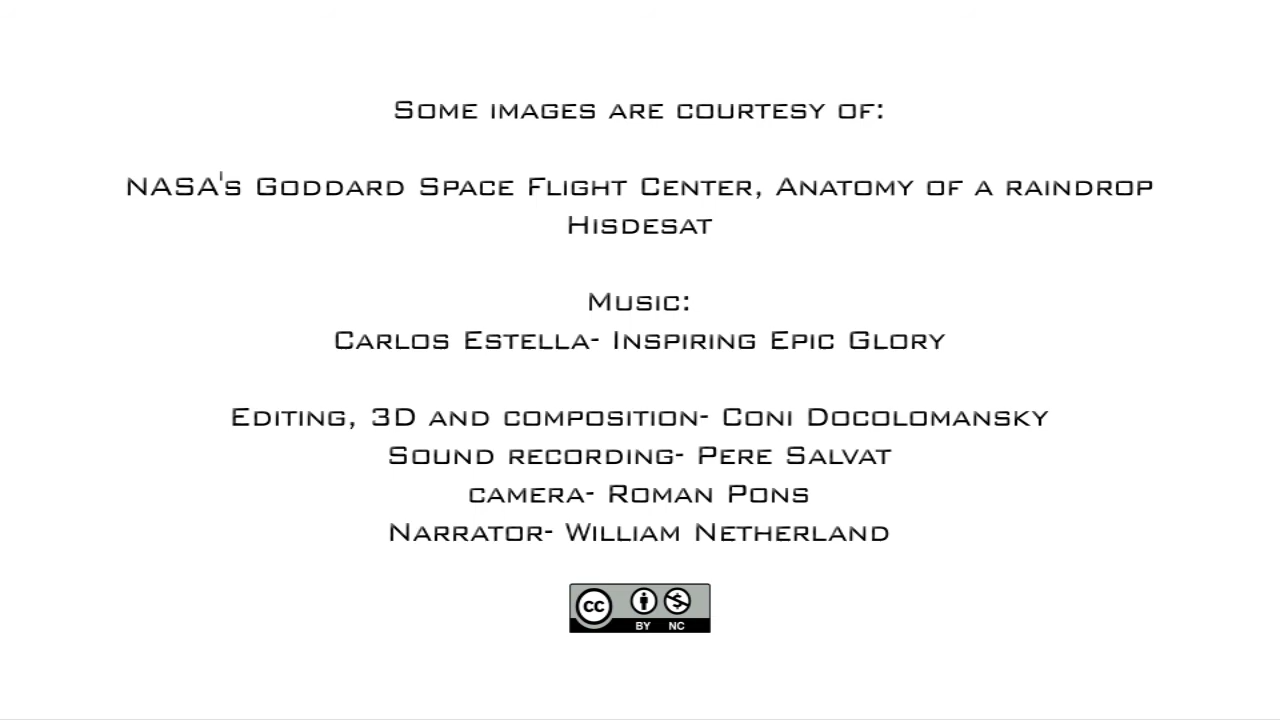 Some images are courtesy of:
NASA's Goddard Space Flight Center, Anatomy of a raindrop
Hisdesat
Music:
Carlos Estella- Inspiring Epic Glory
Editing, 3D and composition- Coni Docolomansky
Sound recording- Pere Salvat
camera- Roman Pons
Narrator- William Netherland
cc BY NC